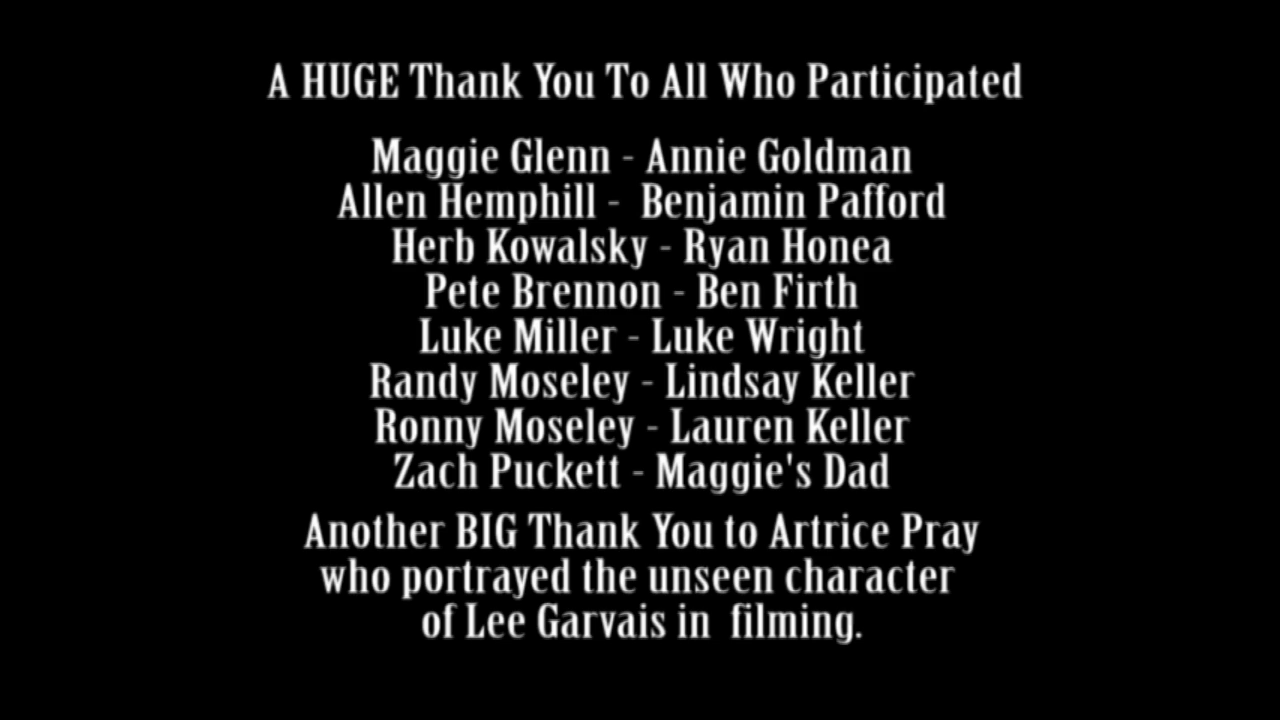 A HUGE Thank You To All Who Participated
Maggie Glenn - Annie Goldman
Allen Hemphill -  Benjamin Pafford
Herb Kowalsky - Ryan Honea
Pete Brennon - Ben Firth
Luke Miller - Luke Wright
Randy Moseley - Lindsay Keller
Ronny Moseley - Lauren Keller
Zach Puckett - Maggie's Dad
Another BIG Thank You to Artrice Pray
who portrayed the unseen character
of Lee Garvais in  filming.